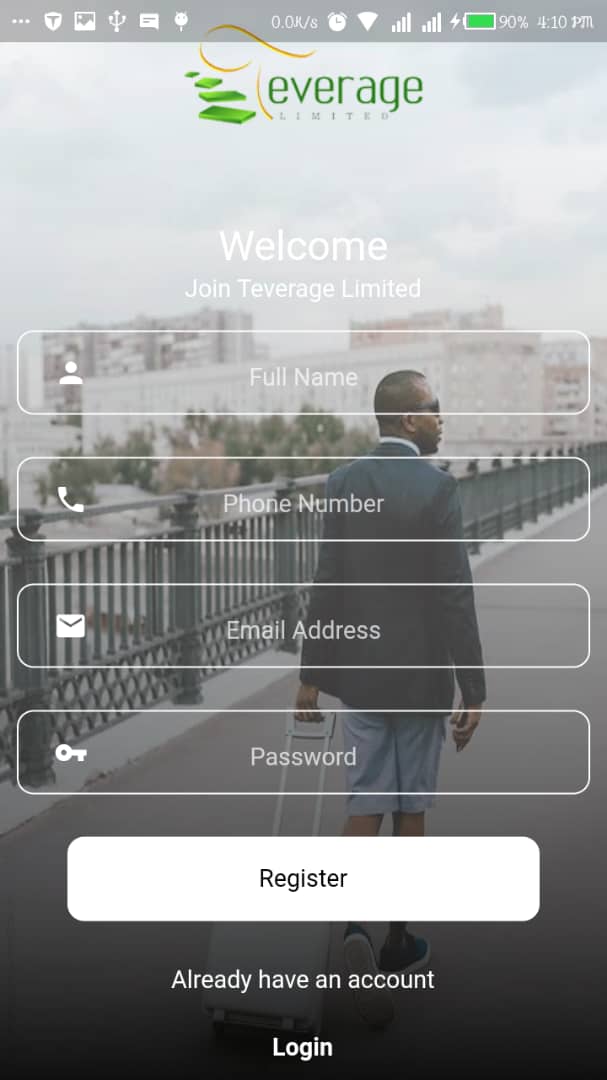 0.0K/s 90% 4:10 PM
everage
LIMITED
Welcome
Join Teverage Limited
Full Name
Phone Number
Email Address
Password
Register
Already have an account
Login